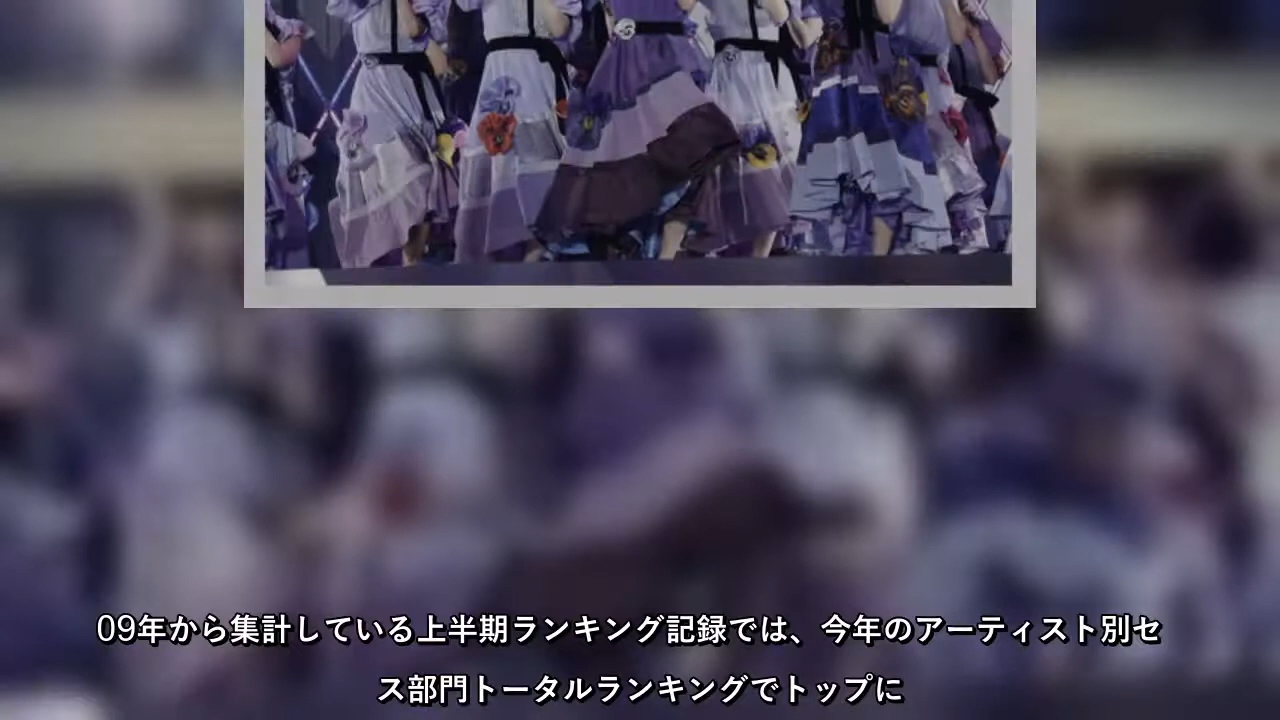 09年から集計している上半期ランキング記録では、今年のアーティスト別セ
ス部門トータルランキングでトップに